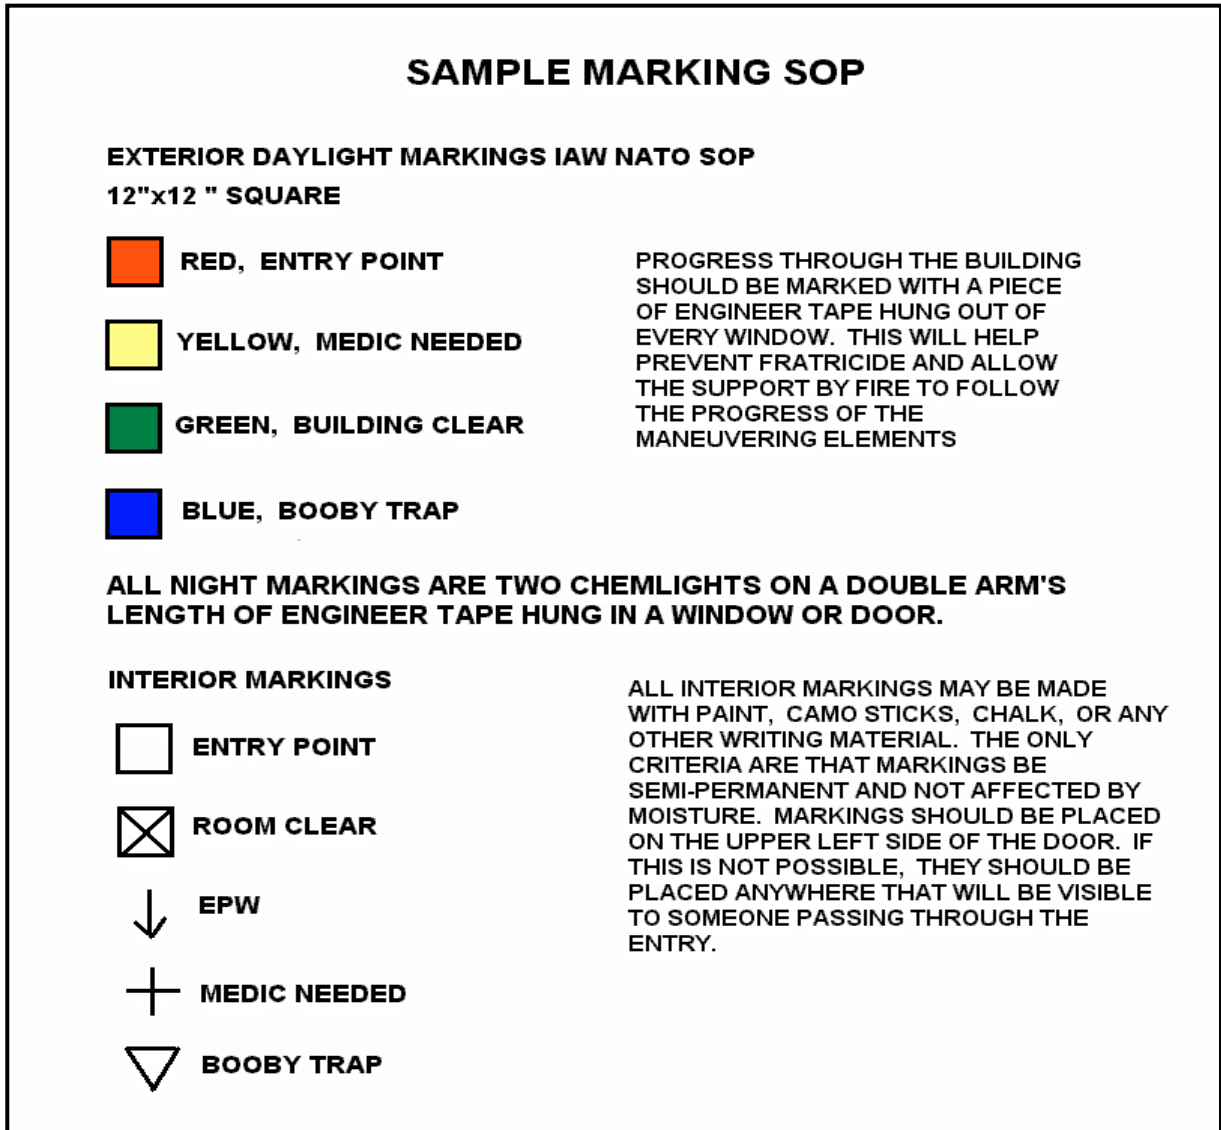 SAMPLE MARKING SOP
EXTERIOR DAYLIGHT MARKINGS IAW NATO SOP
12"x12 " SQUARE
RED, ENTRY POINT
YELLOW, MEDIC NEEDED
GREEN, BUILDING CLEAR
BLUE, BOOBY TRAP
PROGRESS THROUGH THE BUILDING
SHOULD BE MARKED WITH A PIECE
OF ENGINEER TAPE HUNG OUT OF
EVERY WINDOW. THIS WILL HELP
PREVENT FRATRICIDE AND ALLOW
THE SUPPORT BY FIRE TO FOLLOW
THE PROGRESS OF THE
MANEUVERING ELEMENTS
ALL NIGHT MARKINGS ARE TWO CHEMLIGHTS ON A DOUBLE ARM'S
LENGTH OF ENGINEER TAPE HUNG IN A WINDOW OR DOOR.
INTERIOR MARKINGS
ENTRY POINT
ROOM CLEAR
EPW
MEDIC NEEDED
BOOBY TRAP
ALL INTERIOR MARKINGS MAY BE MADE
WITH PAINT, CAMO STICKS, CHALK, OR ANY
OTHER WRITING MATERIAL. THE ONLY
CRITERIA ARE THAT MARKINGS BE
SEMI-PERMANENT AND NOT AFFECTED BY
MOISTURE. MARKINGS SHOULD BE PLACED
ON THE UPPER LEFT SIDE OF THE DOOR. IF
THIS IS NOT POSSIBLE, THEY SHOULD BE
PLACED ANYWHERE THAT WILL BE VISIBLE
TO SOMEONE PASSING THROUGH THE
ENTRY.